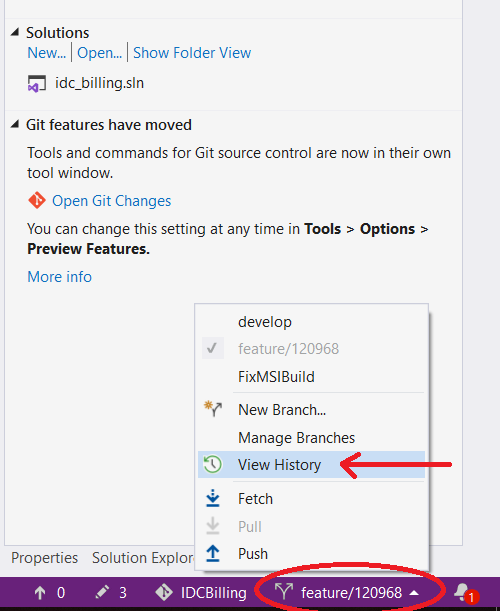 Solutions
New... Open... Show Folder View
idc_billing.sln
Git features have moved
Tools and commands for Git source control are now in their own
tool window.
Open Git Changes
You can change this setting at any time in Tools > Options >
Preview Features.
More info
develop
feature/120968
FixMSIBuild
New Branch...
Manage Branches
View History
Fetch
Pull
Push
Properties Solution Explor
0 3 IDCBilling feature/120968 1